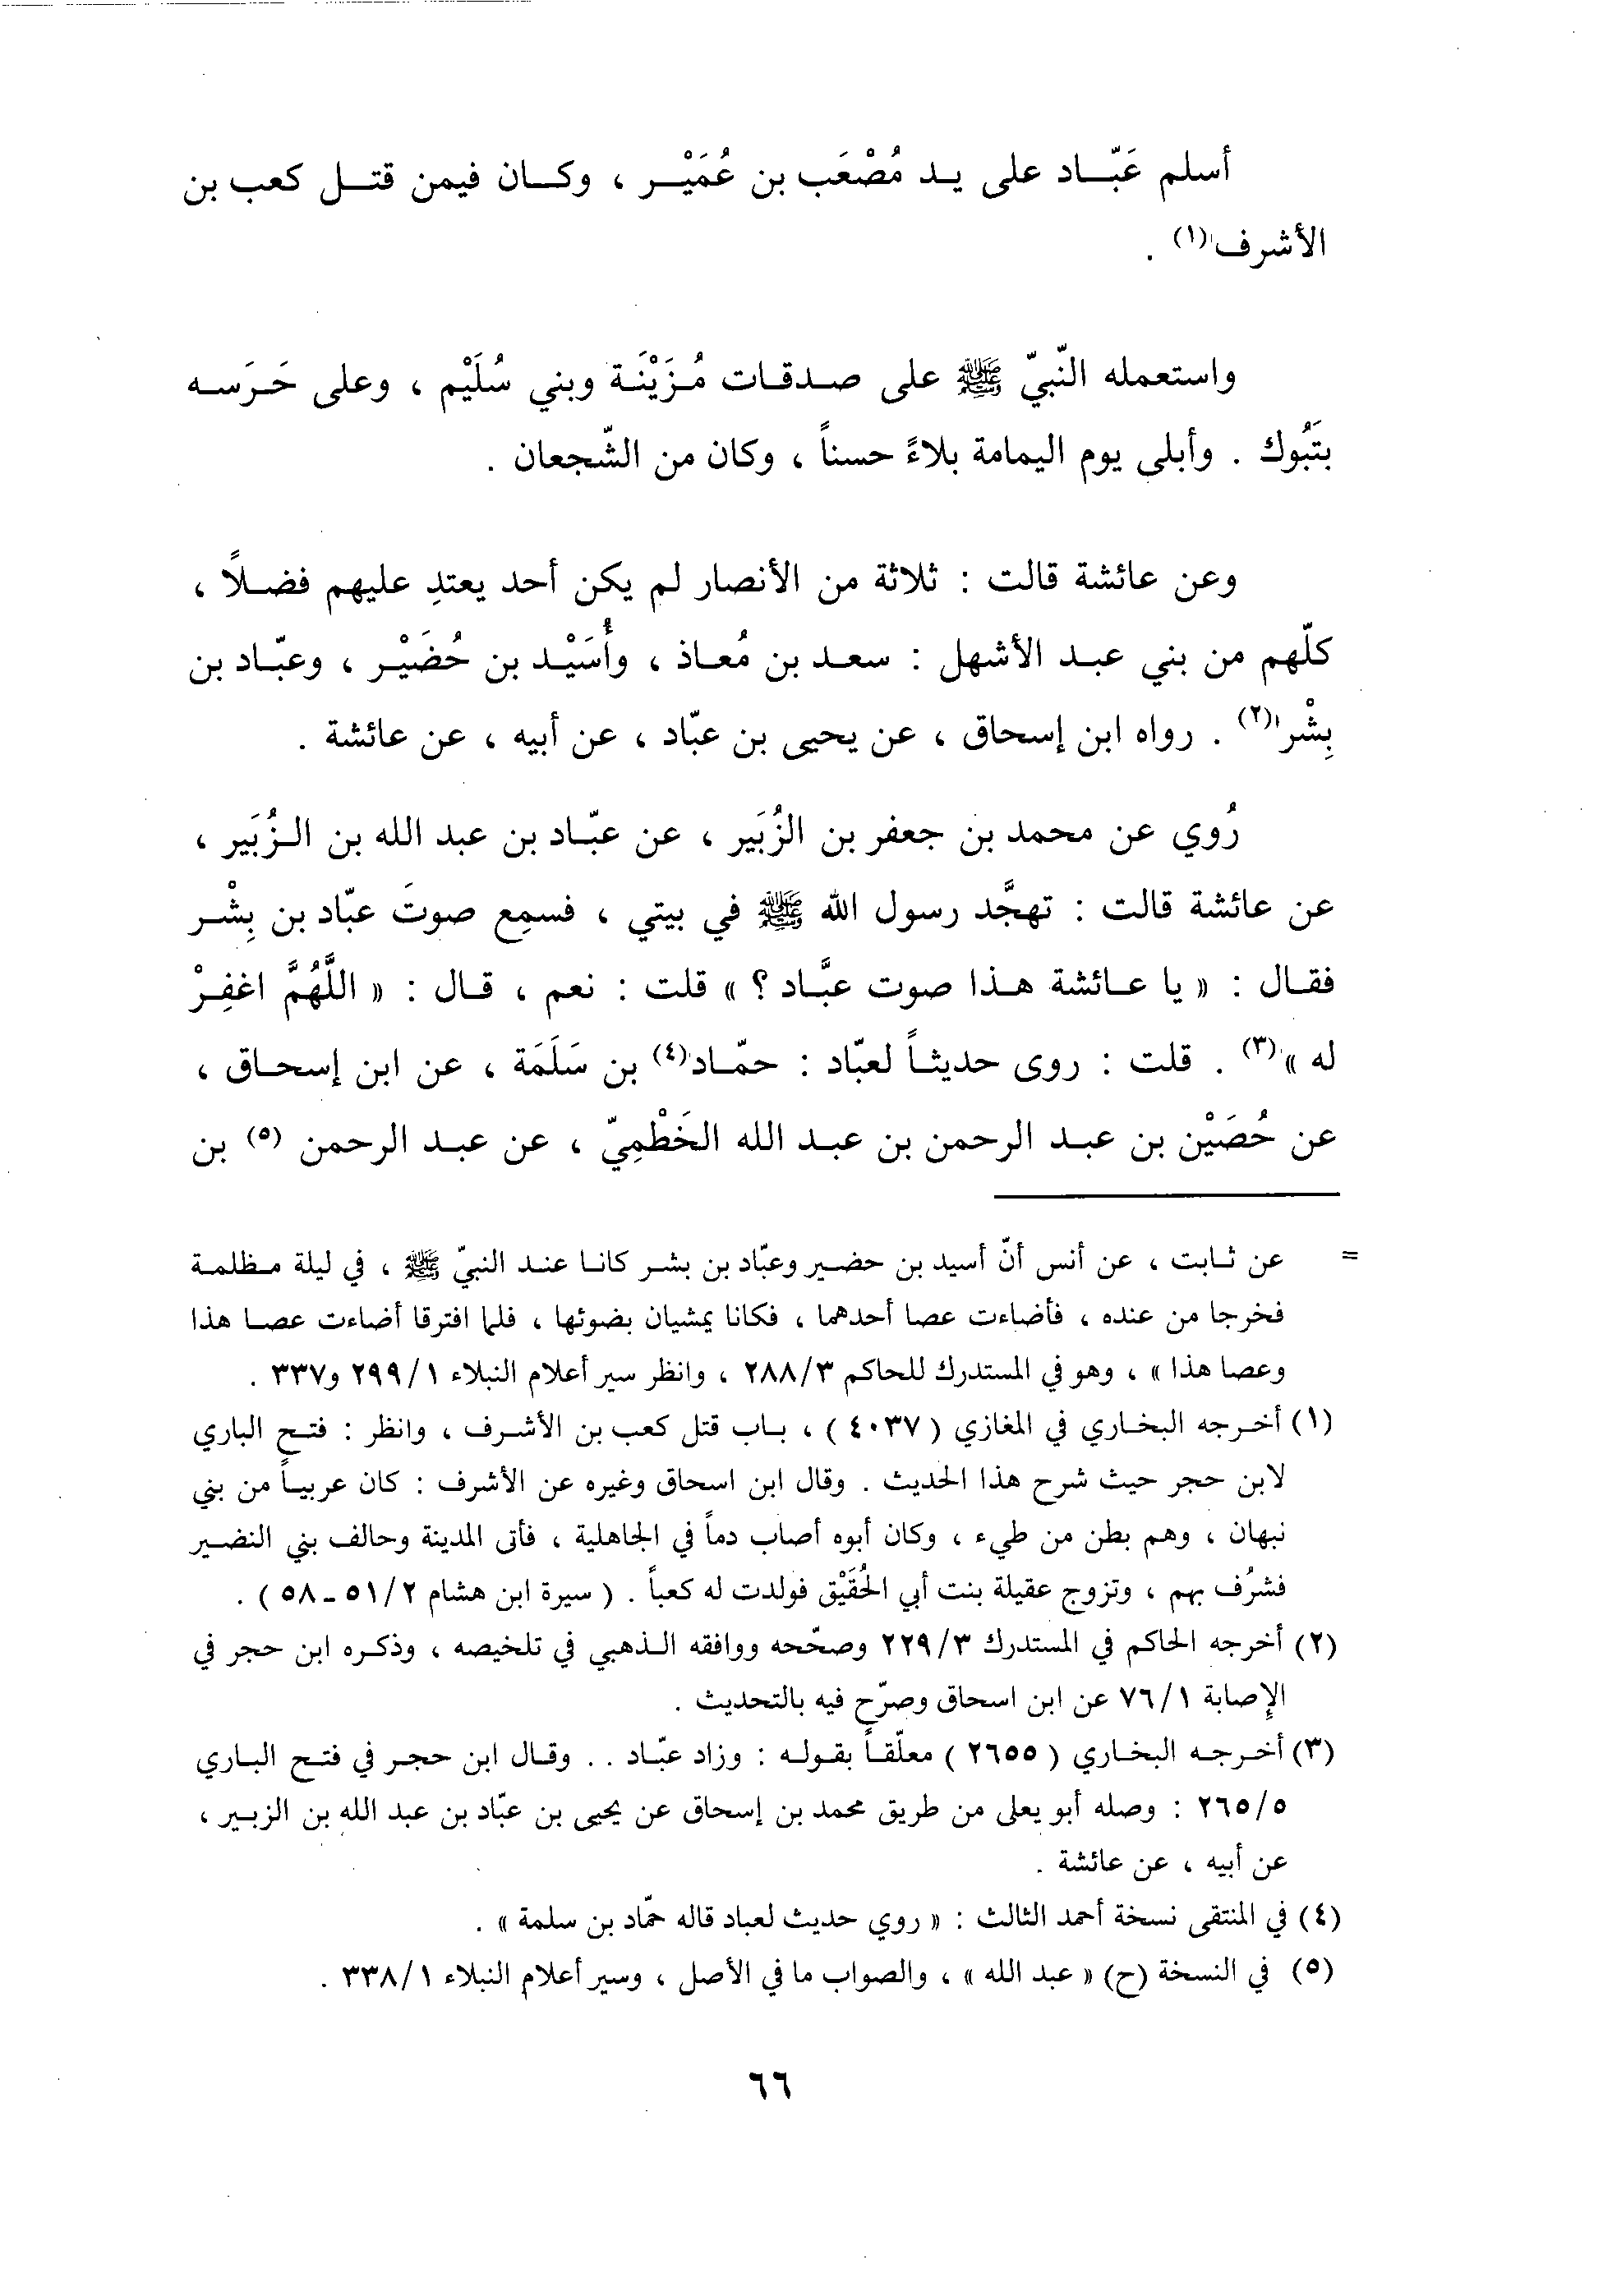 أسلم عَبّاد على يد مُصْعَب بن عُمَيْر ، وكان فيمن قتل كعب بن
الأشرف(١) .
واستعمله النّبيّ ﷺ على صدقات مُزَيْنَة وبني سُلَيْم ، وعلى حَرَسه
بتَبُوك . وأبلى يوم اليمامة بلاءً حسناً ، وكان من الشّجعان .
وعن عائشة قالت : ثلاثة من الأنصار لم يكن أحد يعتدِ عليهم فضلاً ،
كلّهم من بني عبد الأشهل : سعد بن مُعاذ ، وأُسَيْد بن حُضَيْر ، وعبّاد بن
بِشْر(٢) . رواه ابن إسحاق ، عن يحيى بن عبّاد ، عن أبيه ، عن عائشة .
رُوي عن محمد بن جعفر بن الزُبَير ، عن عبّاد بن عبد الله بن الزُبَير ،
عن عائشة قالت : تهجَّد رسول الله ﷺ في بيتي ، فسمِع صوتَ عبّاد بن بِشْر
فقال : « يا عائشة هذا صوت عبَّاد ؟ » قلت : نعم ، قال : « اللَّهُمَّ اغفِرْ
له »(٣) . قلت : روى حديثاً لعبّاد : حمّاد(٤) بن سَلَمَة ، عن ابن إسحاق ،
عن حُصَيْن بن عبد الرحمن بن عبد الله الخَطْمِيّ ، عن عبد الرحمن (٥) بن
= عن ثابت ، عن أنس أنّ أسيد بن حضير وعبّاد بن بشر كانا عند النبيّ ﷺ ، في ليلة مظلمة
فخرجا من عنده ، فأضاءت عصا أحدهما ، فكانا يمشيان بضوئها ، فلما افترقا أضاءت عصا هذا
وعصا هذا » ، وهو في المستدرك للحاكم ٢٨٨/٣ ، وانظر سير أعلام النبلاء ٢٩٩/١ و٣٣٧ .
(١) أخرجه البخاري في المغازي ( ٤٠٣٧ ) ، باب قتل كعب بن الأشرف ، وانظر : فتح الباري
لابن حجر حيث شرح هذا الحديث . وقال ابن اسحاق وغيره عن الأشرف : كان عربياً من بني
نبهان ، وهم بطن من طيء ، وكان أبوه أصاب دماً في الجاهلية ، فأتى المدينة وحالف بني النضير
فشرُف بهم ، وتزوج عقيلة بنت أبي الحُقَيْق فولدت له كعباً . ( سيرة ابن هشام ٥١/٢ - ٥٨ ) .
(٢) أخرجه الحاكم في المستدرك ٢٢٩/٣ وصحّحه ووافقه الذهبي في تلخيصه ، وذكره ابن حجر في
الإصابة ٧٦/١ عن ابن اسحاق وصرّح فيه بالتحديث .
(٣) أخرجه البخاري ( ٢٦٥٥ ) معلّقاً بقوله : وزاد عبّاد . . وقال ابن حجر في فتح الباري
٢٦٥/٥ : وصله أبو يعلى من طريق محمد بن إسحاق عن يحيى بن عبّاد بن عبد الله بن الزبير ،
عن أبيه ، عن عائشة .
(٤) في المنتقى نسخة أحمد الثالث : « روي حديث لعباد قاله حمّاد بن سلمة » .
(٥) في النسخة (ح) « عبد الله » ، والصواب ما في الأصل ، وسير أعلام النبلاء ٣٣٨/١ .
٦٦